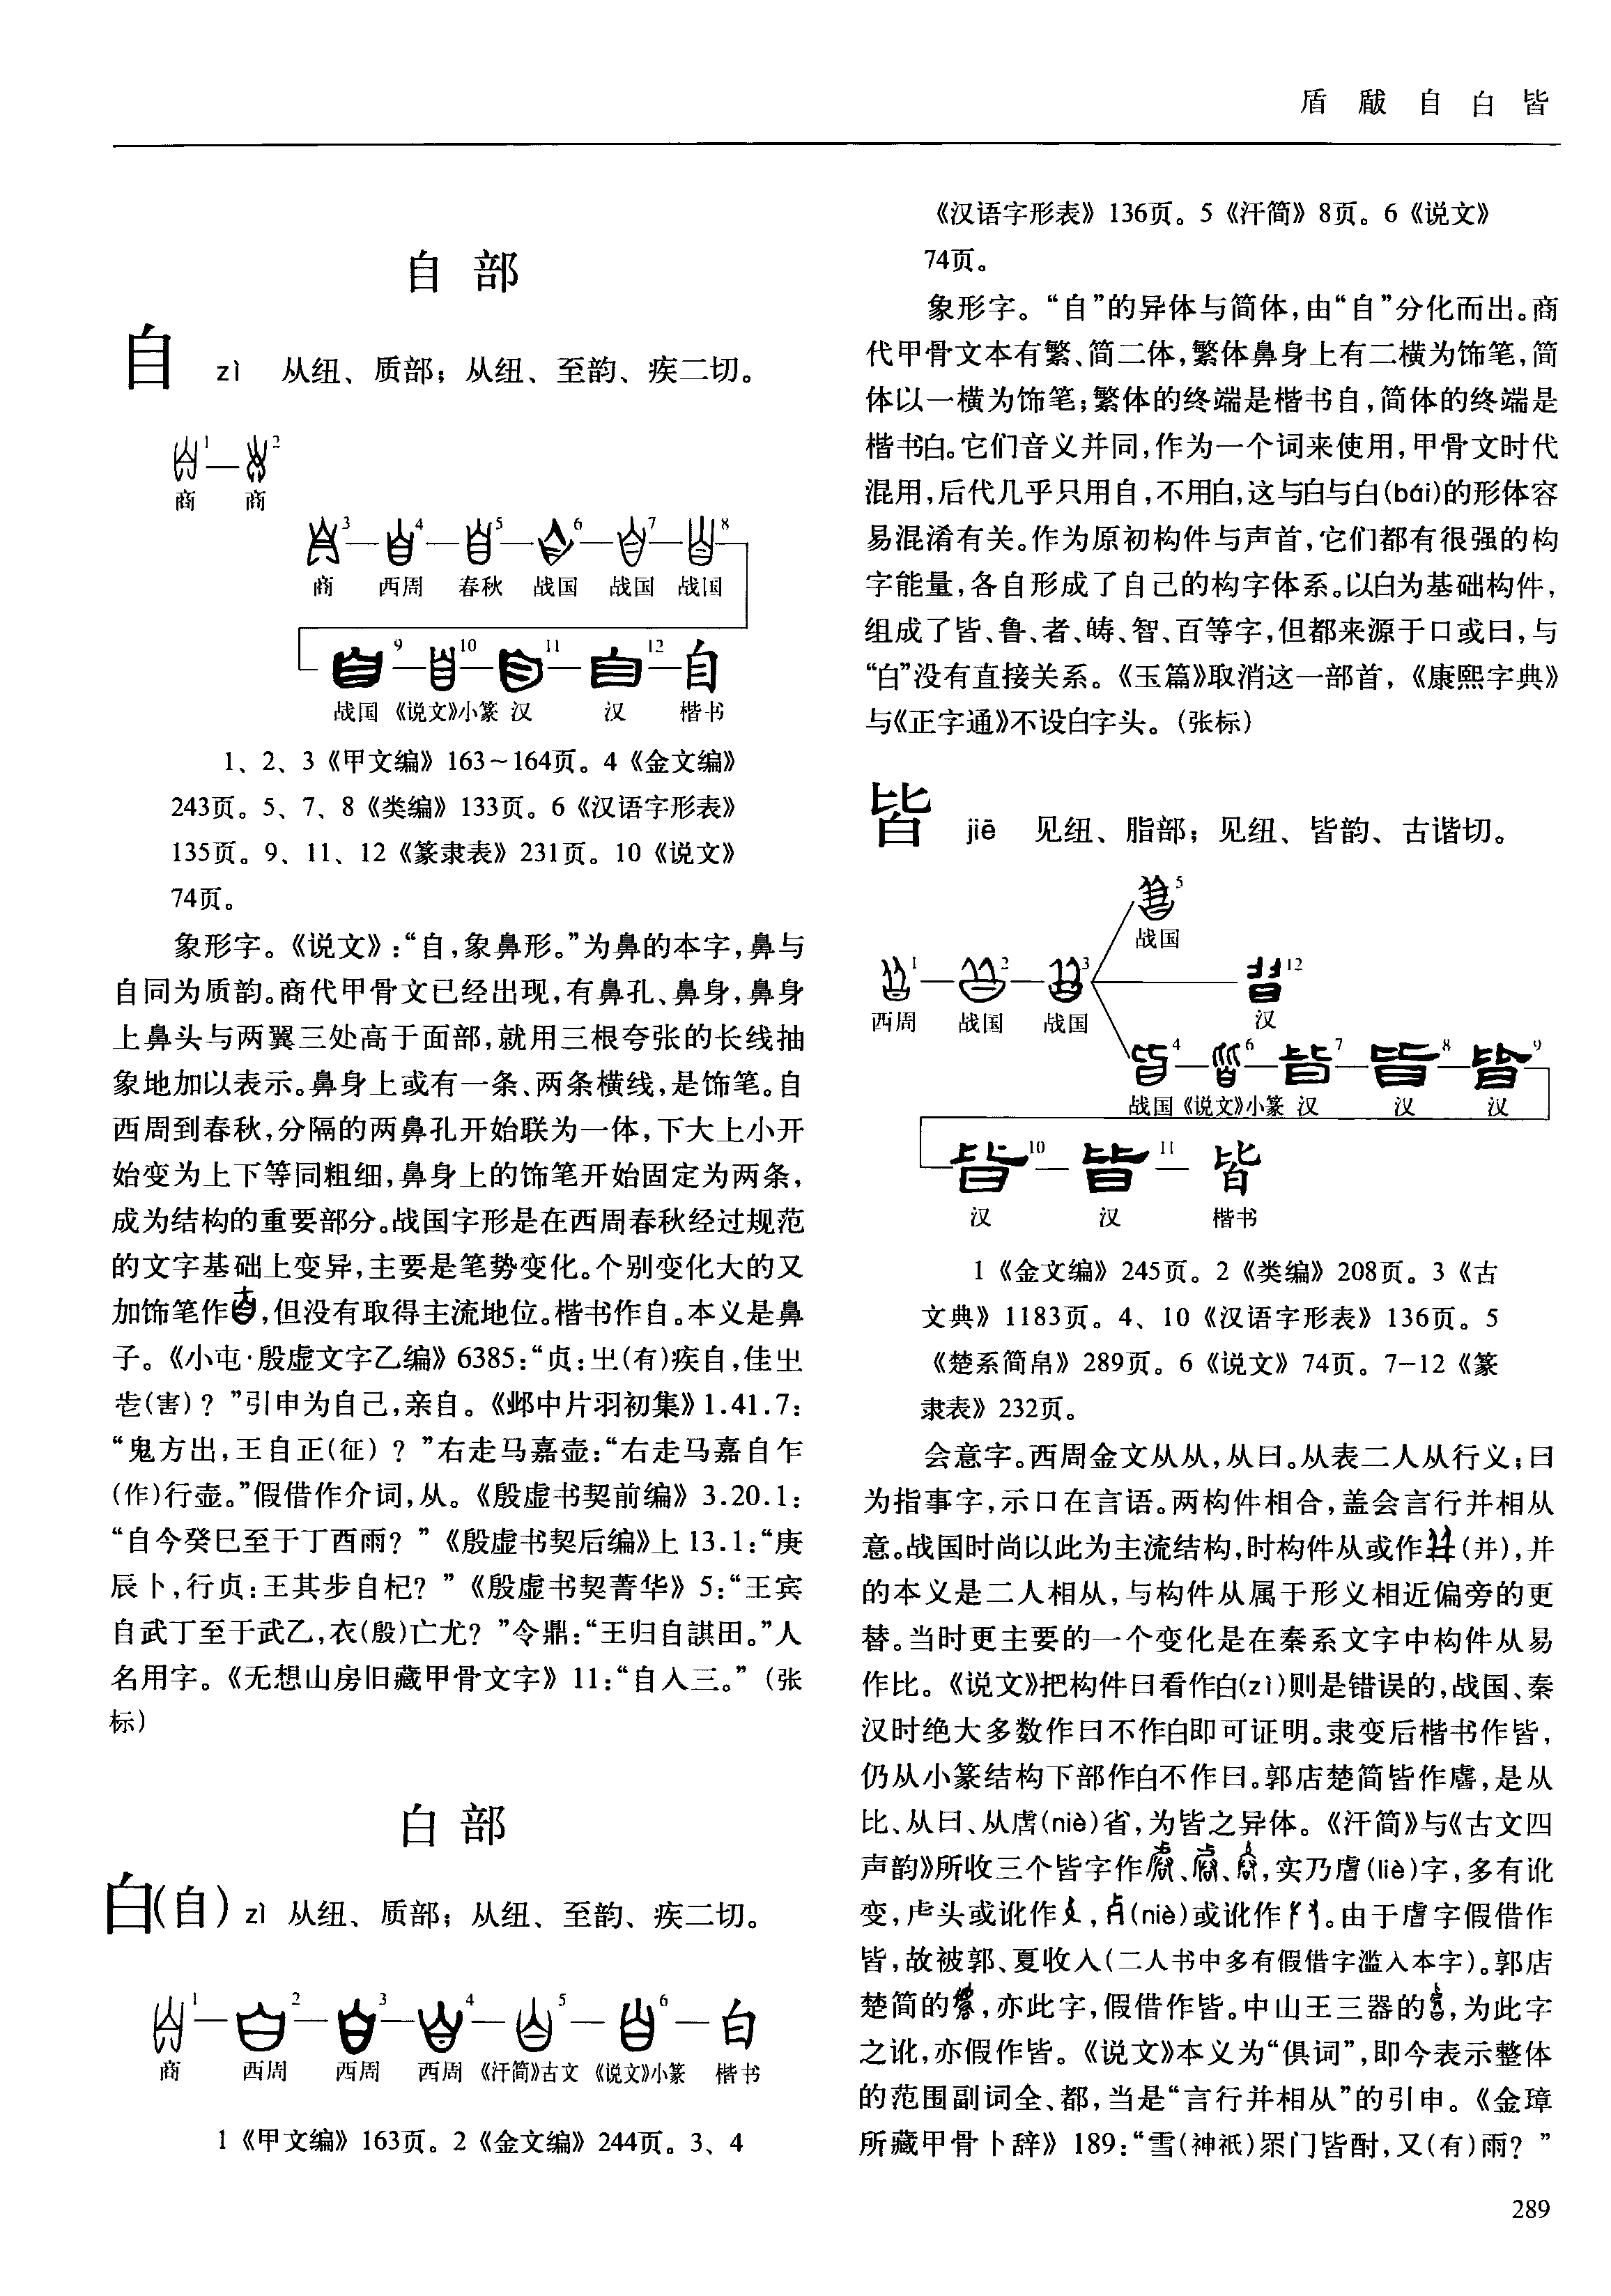 盾 瞂 自 白 皆
自 部
自 zì 从纽、质部；从纽、至韵、疾二切。
1 2
商 商
3 4 5 6 7 8
商 西周 春秋 战国 战国 战国
9 10 11 12 自
战国 《说文》小篆 汉 汉 楷书
1、2、3《甲文编》163~164页。4《金文编》
243页。5、7、8《类编》133页。6《汉语字形表》
135页。9、11、12《篆隶表》231页。10《说文》
74页。
象形字。《说文》：“自，象鼻形。”为鼻的本字，鼻与
自同为质韵。商代甲骨文已经出现，有鼻孔、鼻身，鼻身
上鼻头与两翼三处高于面部，就用三根夸张的长线抽
象地加以表示。鼻身上或有一条、两条横线，是饰笔。自
西周到春秋，分隔的两鼻孔开始联为一体，下大上小开
始变为上下等同粗细，鼻身上的饰笔开始固定为两条，
成为结构的重要部分。战国字形是在西周春秋经过规范
的文字基础上变异，主要是笔势变化。个别变化大的又
加饰笔作，但没有取得主流地位。楷书作自。本义是鼻
子。《小屯·殷虚文字乙编》6385：“贞：㞢(有)疾自，隹㞢
𧉘(害)？”引申为自己，亲自。《邺中片羽初集》1.41.7：
“鬼方出，王自正(征)？”右走马嘉壶：“右走马嘉自乍
(作)行壶。”假借作介词，从。《殷虚书契前编》3.20.1：
“自今癸巳至于丁酉雨？”《殷虚书契后编》上13.1：“庚
辰卜，行贞：王其步自杞？”《殷虚书契菁华》5：“王宾
自武丁至于武乙，衣(殷)亡尤？”令鼎：“王归自諆田。”人
名用字。《无想山房旧藏甲骨文字》11：“自入三。”(张
标)
白 部
白(自) zì 从纽、质部；从纽、至韵、疾二切。
1 2 3 4 5 6 白
商 西周 西周 西周 《汗简》古文 《说文》小篆 楷书
1《甲文编》163页。2《金文编》244页。3、4
《汉语字形表》136页。5《汗简》8页。6《说文》
74页。
象形字。“自”的异体与简体，由“自”分化而出。商
代甲骨文本有繁、简二体，繁体鼻身上有二横为饰笔，简
体以一横为饰笔；繁体的终端是楷书自，简体的终端是
楷书白。它们音义并同，作为一个词来使用，甲骨文时代
混用，后代几乎只用自，不用白，这与白与白(bái)的形体容
易混淆有关。作为原初构件与声首，它们都有很强的构
字能量，各自形成了自己的构字体系。以白为基础构件，
组成了皆、鲁、者、𤾊、智、百等字，但都来源于口或曰，与
“白”没有直接关系。《玉篇》取消这一部首，《康熙字典》
与《正字通》不设白字头。(张标)
皆 jiē 见纽、脂部；见纽、皆韵、古谐切。
5
战国
1 2 3 12
西周 战国 战国 汉
4 6 7 8 9
战国 《说文》小篆 汉 汉 汉
10 11 皆
汉 汉 楷书
1《金文编》245页。2《类编》208页。3《古
文典》1183页。4、10《汉语字形表》136页。5
《楚系简帛》289页。6《说文》74页。7-12《篆
隶表》232页。
会意字。西周金文从从，从曰。从表二人从行义；曰
为指事字，示口在言语。两构件相合，盖会言行并相从
意。战国时尚以此为主流结构，时构件从或作(并)，并
的本义是二人相从，与构件从属于形义相近偏旁的更
替。当时更主要的一个变化是在秦系文字中构件从易
作比。《说文》把构件曰看作白(zì)则是错误的，战国、秦
汉时绝大多数作曰不作白即可证明。隶变后楷书作皆，
仍从小篆结构下部作白不作曰。郭店楚简皆作，是从
比、从曰、从(niè)省，为皆之异体。《汗简》与《古文四
声韵》所收三个皆字作、、，实乃(liè)字，多有讹
变，虍头或讹作，(niè)或讹作。由于字假借作
皆，故被郭、夏收入(二人书中多有假借字滥入本字)。郭店
楚简的，亦此字，假借作皆。中山王三器的，为此字
之讹，亦假作皆。《说文》本义为“俱词”，即今表示整体
的范围副词全、都，当是“言行并相从”的引申。《金璋
所藏甲骨卜辞》189：“(神祇)眔门皆酎，又(有)雨？”
289